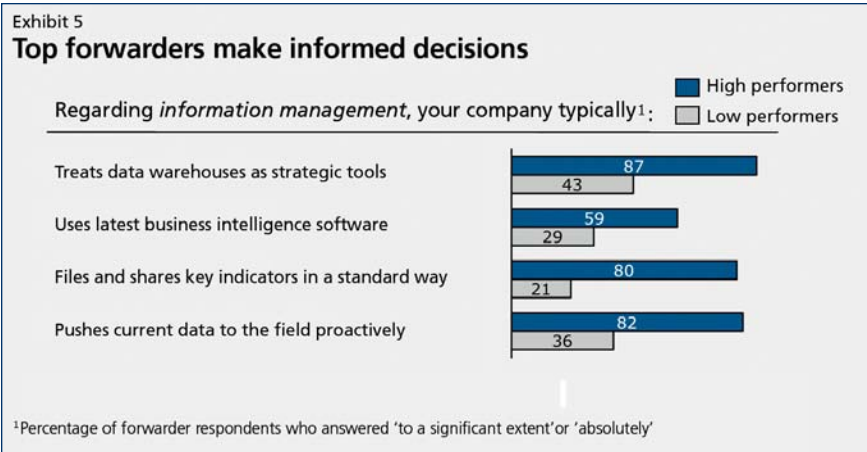 Exhibit 5
Top forwarders make informed decisions
High performers
Low performers
Regarding information management, your company typically¹:
Treats data warehouses as strategic tools
87
43
Uses latest business intelligence software
59
29
Files and shares key indicators in a standard way
80
21
Pushes current data to the field proactively
82
36
¹Percentage of forwarder respondents who answered ‘to a significant extent’or ‘absolutely’